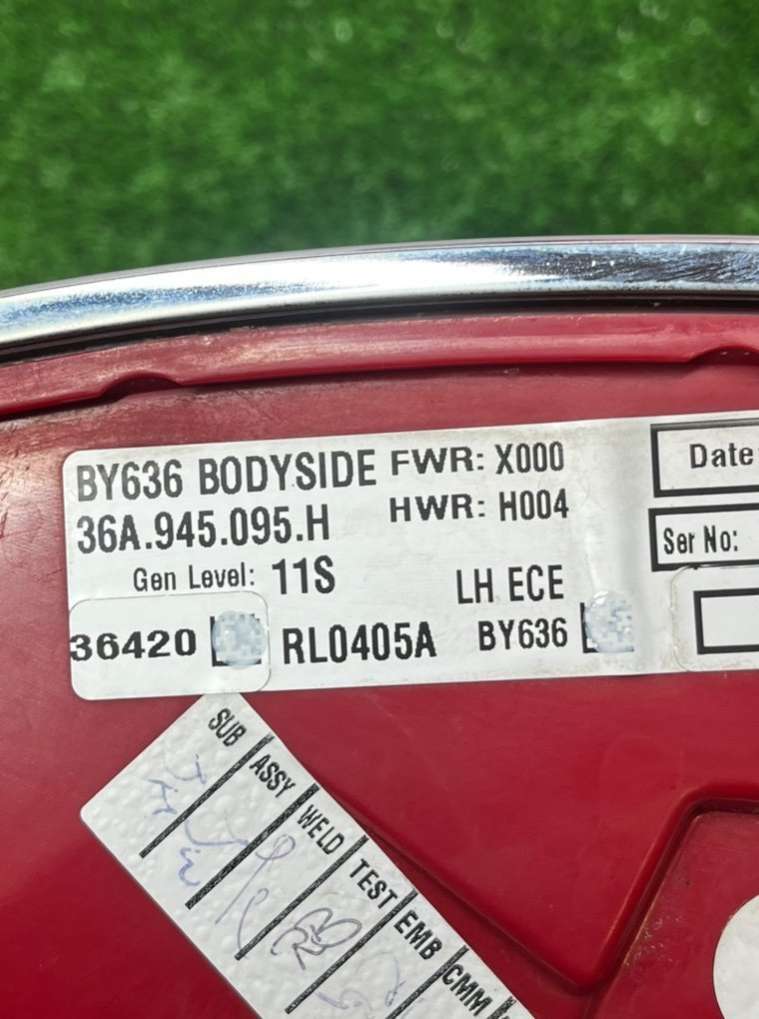 BY636 BODYSIDE FWR: X000
36A.945.095.H HWR: H004
Gen Level: 11S LH ECE
36420 RL0405A BY636
Date
Ser No:
SUB
ASSY
WELD
TEST
EMB
CMM